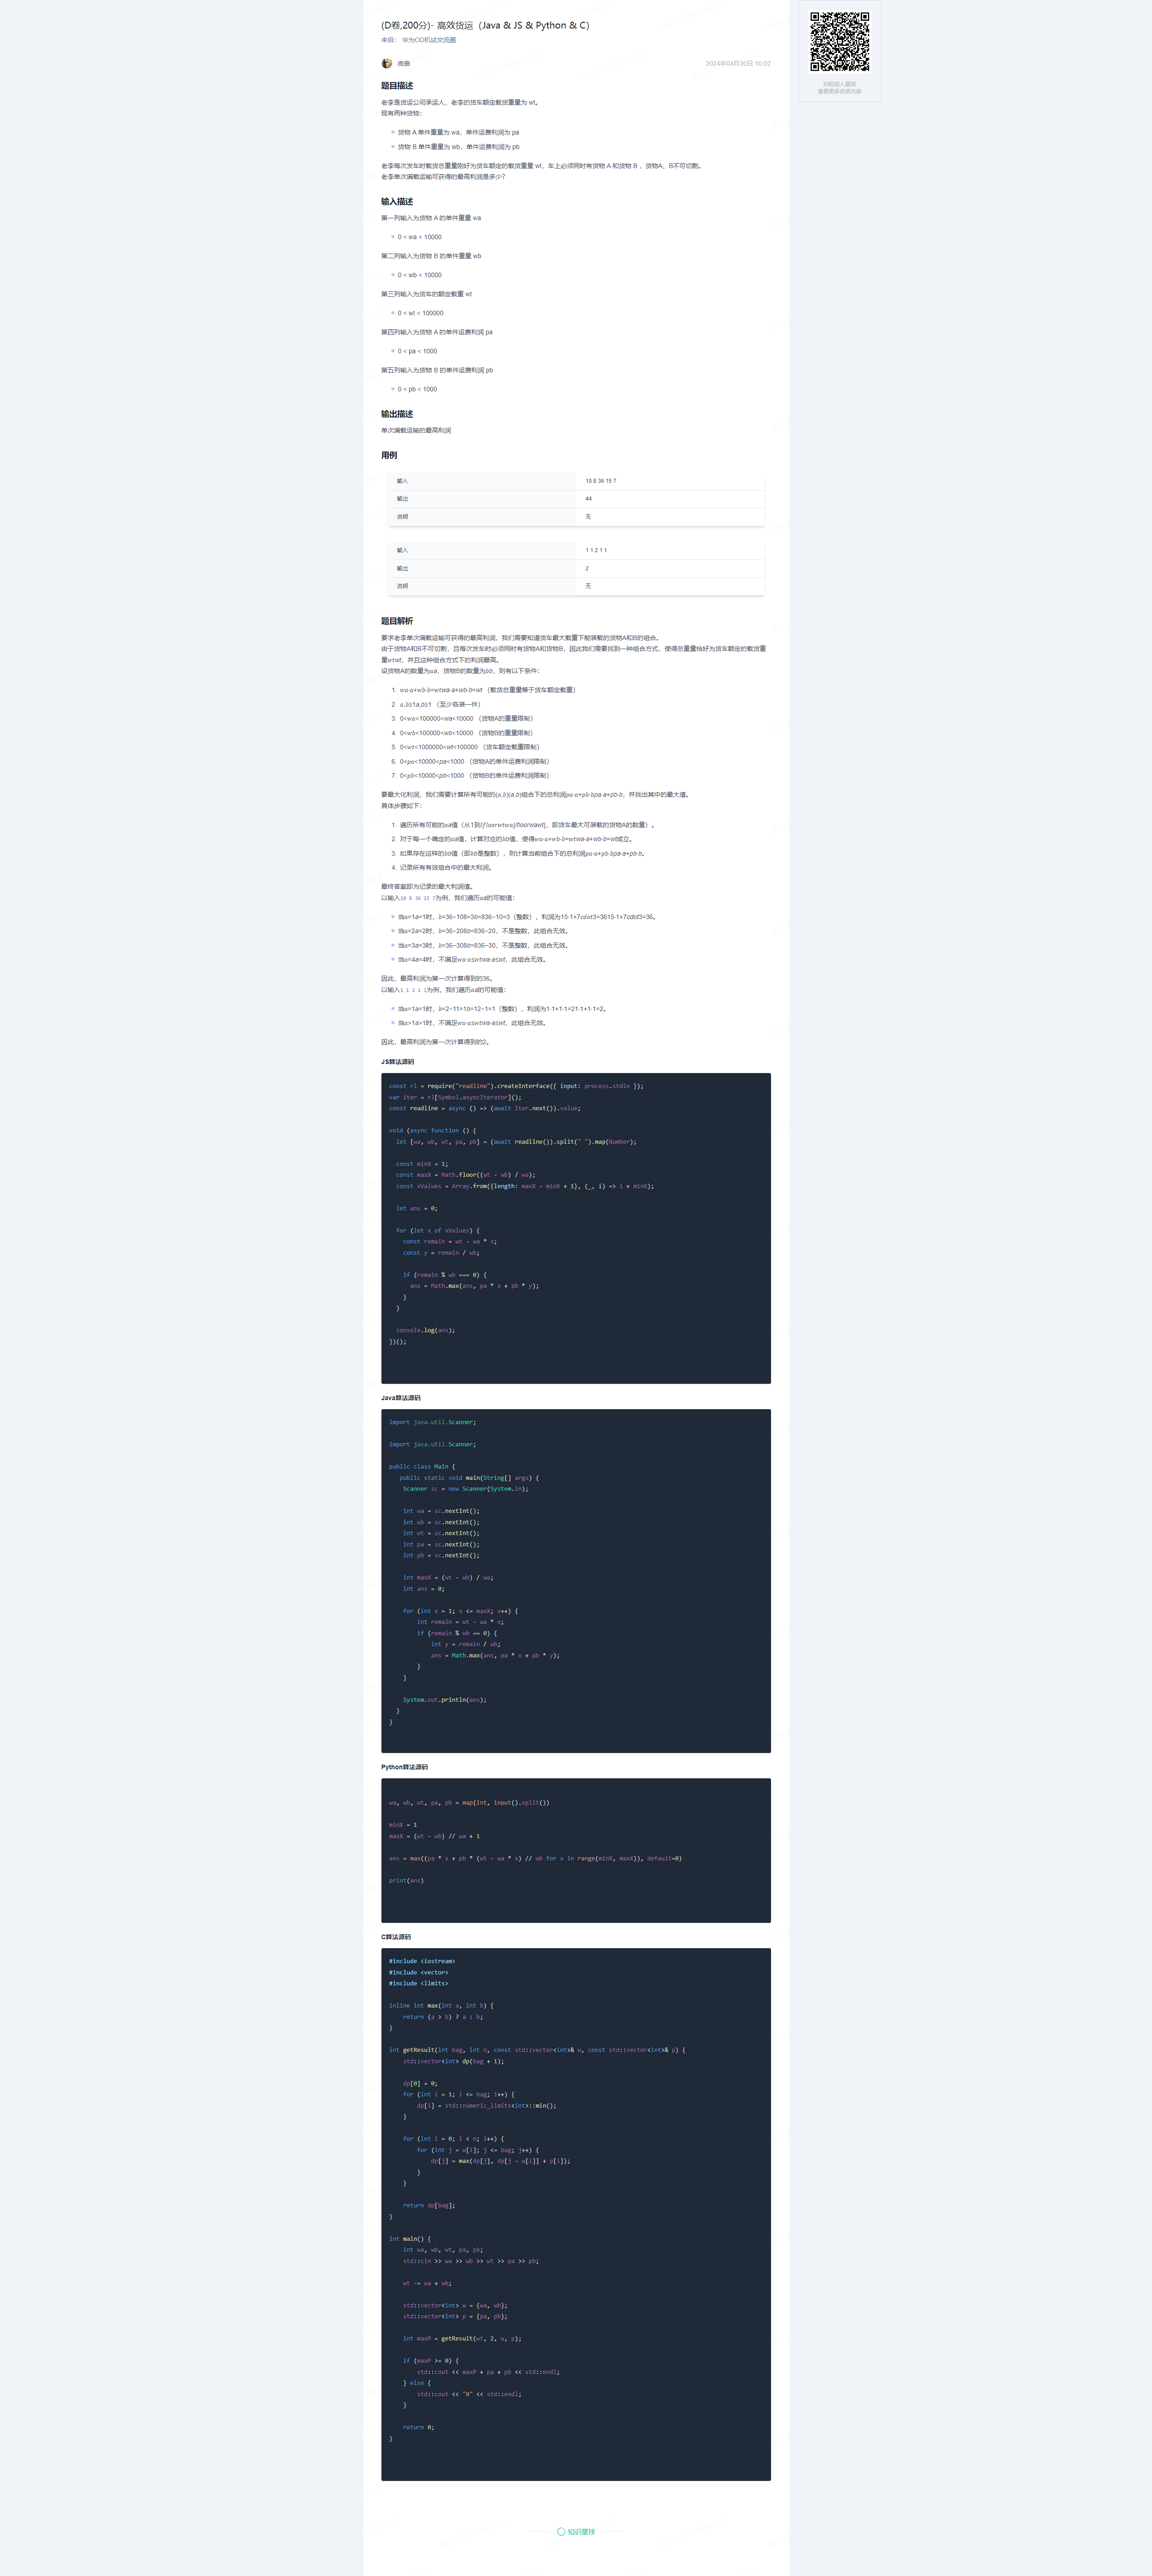 (D卷,200分)- 高效货运（Java & JS & Python & C）
来自： 华为OD机试交流圈
夜曲
2024年04月30日 10:02
扫码加入星球
查看更多优质内容
题目描述
老李是货运公司承运人，老李的货车额定载货重量为 wt。
现有两种货物：
货物 A 单件重量为 wa，单件运费利润为 pa
货物 B 单件重量为 wb，单件运费利润为 pb
老李每次发车时载货总重量刚好为货车额定的载货重量 wt，车上必须同时有货物 A 和货物 B ，货物A、B不可切割。
老李单次满载运输可获得的最高利润是多少？
输入描述
第一列输入为货物 A 的单件重量 wa
0 < wa < 10000
第二列输入为货物 B 的单件重量 wb
0 < wb < 10000
第三列输入为货车的额定载重 wt
0 < wt < 100000
第四列输入为货物 A 的单件运费利润 pa
0 < pa < 1000
第五列输入为货物 B 的单件运费利润 pb
0 < pb < 1000
输出描述
单次满载运输的最高利润
用例
输入 10 8 36 15 7
输出 44
说明 无
输入 1 1 2 1 1
输出 2
说明 无
题目解析
要求老李单次满载运输可获得的最高利润，我们需要知道货车最大载重下能装载的货物A和B的组合。
由于货物A和B不可切割，且每次发车时必须同时有货物A和货物B，因此我们需要找到一种组合方式，使得总重量恰好为货车额定的载货重
量wtwt，并且这种组合方式下的利润最高。
设货物A的数量为aa，货物B的数量为bb，则有以下条件：
1. wa⋅a+wb⋅b=wtwa⋅a+wb⋅b=wt （载货总重量等于货车额定载重）
2. a,b≥1a,b≥1 （至少各装一件）
3. 0<wa<100000<wa<10000 （货物A的重量限制）
4. 0<wb<100000<wb<10000 （货物B的重量限制）
5. 0<wt<1000000<wt<100000 （货车额定载重限制）
6. 0<pa<10000<pa<1000 （货物A的单件运费利润限制）
7. 0<pb<10000<pb<1000 （货物B的单件运费利润限制）
要最大化利润，我们需要计算所有可能的(a,b)(a,b)组合下的总利润pa⋅a+pb⋅bpa⋅a+pb⋅b，并找出其中的最大值。
具体步骤如下：
1. 遍历所有可能的aa值（从1到lfloorwtwa⌋lfloorwawt⌋，即货车最大可装载的货物A的数量）。
2. 对于每一个确定的aa值，计算对应的bb值，使得wa⋅a+wb⋅b=wtwa⋅a+wb⋅b=wt成立。
3. 如果存在这样的bb值（即bb是整数），则计算当前组合下的总利润pa⋅a+pb⋅bpa⋅a+pb⋅b。
4. 记录所有有效组合中的最大利润。
最终答案即为记录的最大利润值。
以输入10 8 36 15 7为例，我们遍历aa的可能值：
当a=1a=1时，b=36−108=3b=836−10=3（整数），利润为15⋅1+7cdot3=3615⋅1+7cdot3=36。
当a=2a=2时，b=36−208b=836−20，不是整数，此组合无效。
当a=3a=3时，b=36−308b=836−30，不是整数，此组合无效。
当a=4a=4时，不满足wa⋅a≤wtwa⋅a≤wt，此组合无效。
因此，最高利润为第一次计算得到的36。
以输入1 1 2 1 1为例，我们遍历aa的可能值：
当a=1a=1时，b=2−11=1b=12−1=1（整数），利润为1⋅1+1⋅1=21⋅1+1⋅1=2。
当a>1a>1时，不满足wa⋅a≤wtwa⋅a≤wt，此组合无效。
因此，最高利润为第一次计算得到的2。
JS算法源码
const rl = require("readline").createInterface({ input: process.stdin });
var iter = rl[Symbol.asyncIterator]();
const readline = async () => (await iter.next()).value;
void (async function () {
let [wa, wb, wt, pa, pb] = (await readline()).split(" ").map(Number);
const minX = 1;
const maxX = Math.floor((wt - wb) / wa);
const xValues = Array.from({length: maxX - minX + 1}, (_, i) => i + minX);
let ans = 0;
for (let x of xValues) {
const remain = wt - wa * x;
const y = remain / wb;
if (remain % wb === 0) {
ans = Math.max(ans, pa * x + pb * y);
}
}
console.log(ans);
})();
Java算法源码
import java.util.Scanner;
import java.util.Scanner;
public class Main {
public static void main(String[] args) {
Scanner sc = new Scanner(System.in);
int wa = sc.nextInt();
int wb = sc.nextInt();
int wt = sc.nextInt();
int pa = sc.nextInt();
int pb = sc.nextInt();
int maxX = (wt - wb) / wa;
int ans = 0;
for (int x = 1; x <= maxX; x++) {
int remain = wt - wa * x;
if (remain % wb == 0) {
int y = remain / wb;
ans = Math.max(ans, pa * x + pb * y);
}
}
System.out.println(ans);
}
}
Python算法源码
wa, wb, wt, pa, pb = map(int, input().split())
minX = 1
maxX = (wt - wb) // wa + 1
ans = max((pa * x + pb * (wt - wa * x) // wb for x in range(minX, maxX)), default=0)
print(ans)
C算法源码
#include <iostream>
#include <vector>
#include <limits>
inline int max(int a, int b) {
return (a > b) ? a : b;
}
int getResult(int bag, int n, const std::vector<int>& w, const std::vector<int>& p) {
std::vector<int> dp(bag + 1);
dp[0] = 0;
for (int i = 1; i <= bag; i++) {
dp[i] = std::numeric_limits<int>::min();
}
for (int i = 0; i < n; i++) {
for (int j = w[i]; j <= bag; j++) {
dp[j] = max(dp[j], dp[j - w[i]] + p[i]);
}
}
return dp[bag];
}
int main() {
int wa, wb, wt, pa, pb;
std::cin >> wa >> wb >> wt >> pa >> pb;
wt -= wa + wb;
std::vector<int> w = {wa, wb};
std::vector<int> p = {pa, pb};
int maxP = getResult(wt, 2, w, p);
if (maxP >= 0) {
std::cout << maxP + pa + pb << std::endl;
} else {
std::cout << "0" << std::endl;
}
return 0;
}
知识星球